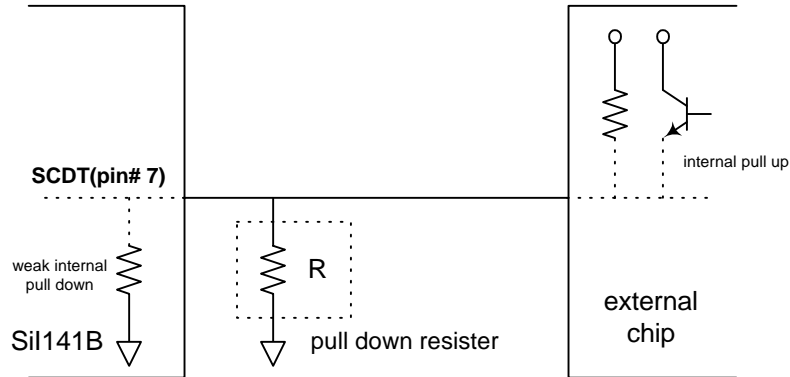 internal pull up
SCDT(pin# 7)
weak internal
pull down
R
SiI141B
pull down resister
external
chip